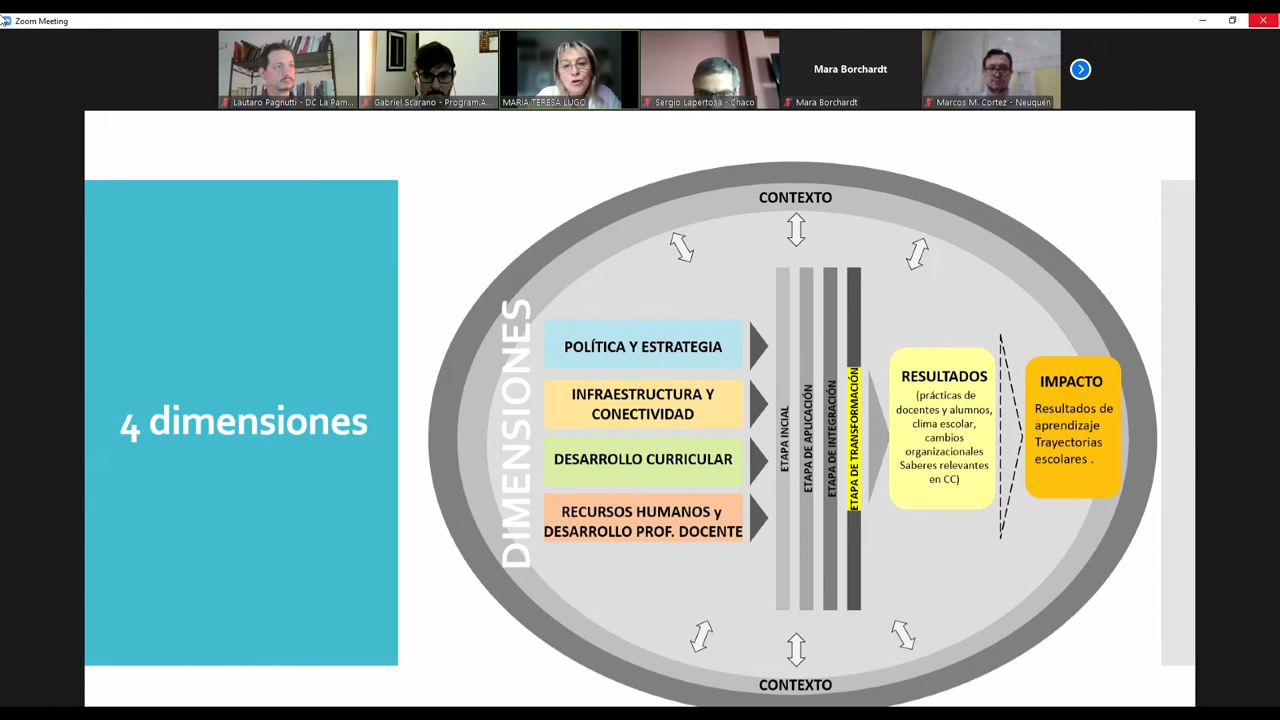 Zoom Meeting
Mara Borchardt
Lautaro Pagnutti - DC La Pam...
Gabriel Scarano - Program.A...
MARIA TERESA LUGO
Sergio Lapertosa - Chaco
Mara Borchardt
Marcos M. Cortez - Neuquén
4 dimensiones
CONTEXTO
DIMENSIONES
POLÍTICA Y ESTRATEGIA
INFRAESTRUCTURA Y
CONECTIVIDAD
DESARROLLO CURRICULAR
RECURSOS HUMANOS y
DESARROLLO PROF. DOCENTE
ETAPA INCIAL
ETAPA DE APLICACIÓN
ETAPA DE INTEGRACIÓN
ETAPA DE TRANSFORMACIÓN
RESULTADOS
(prácticas de
docentes y alumnos,
clima escolar,
cambios
organizacionales
Saberes relevantes
en CC)
IMPACTO
Resultados de
aprendizaje
Trayectorias
escolares .
CONTEXTO